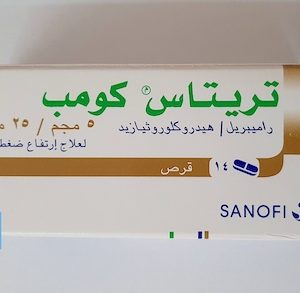 تريتاس® كومب
راميبريل / هيدروكلوروثيازيد
٥ مجم / ٢٥ م
لعلاج إرتفاع ضغط
١٤ قرص
SANOFI